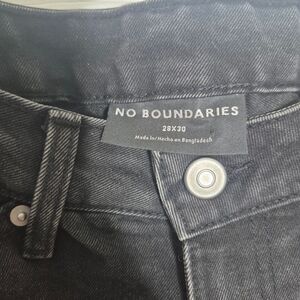 NO BOUNDARIES
28X30
Made in/Hecho en Bangladesh